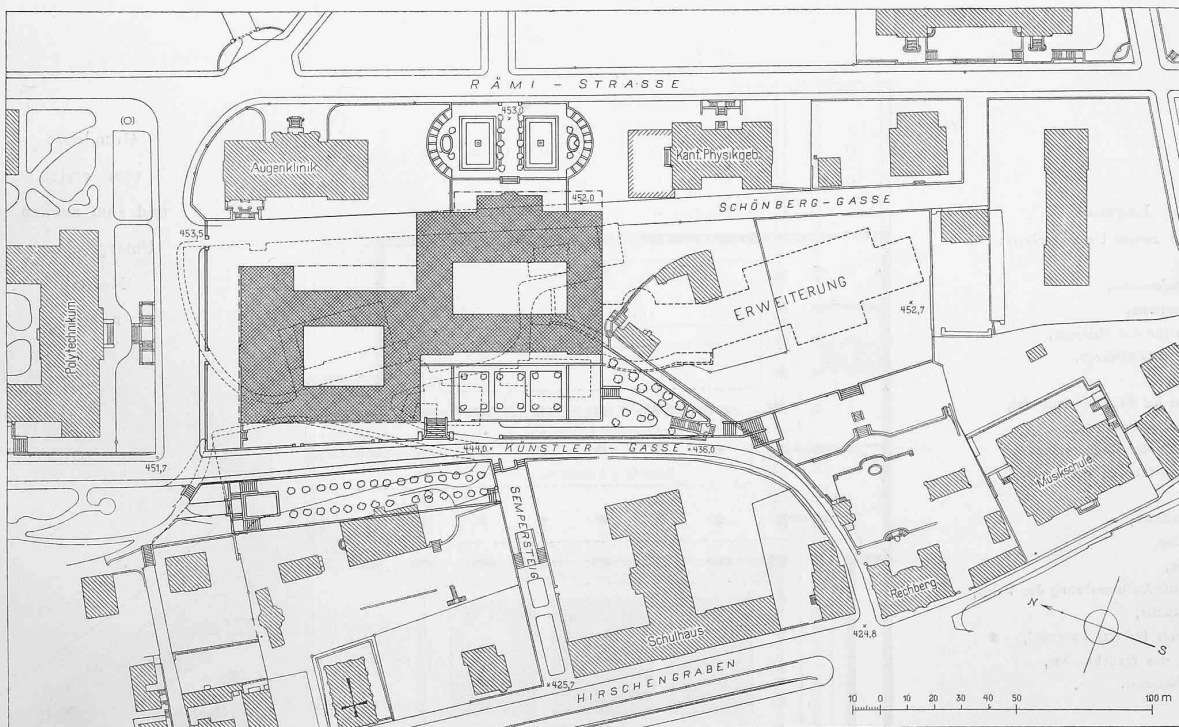 RÄMI - STRASSE
453,0
(O)
Augenklinik
Kant. Physikgeb.
452,0
SCHÖNBERG - GASSE
453,5
ERWEITERUNG
452,7
Polytechnikum
444,0 KÜNSTLER - GASSE 436,0
451,7
Musikschule
SEMPERSTEIG
Rechberg
N
S
Schulhaus
424,8
425,7
HIRSCHENGRABEN
10 0 10 20 30 40 50 100 m